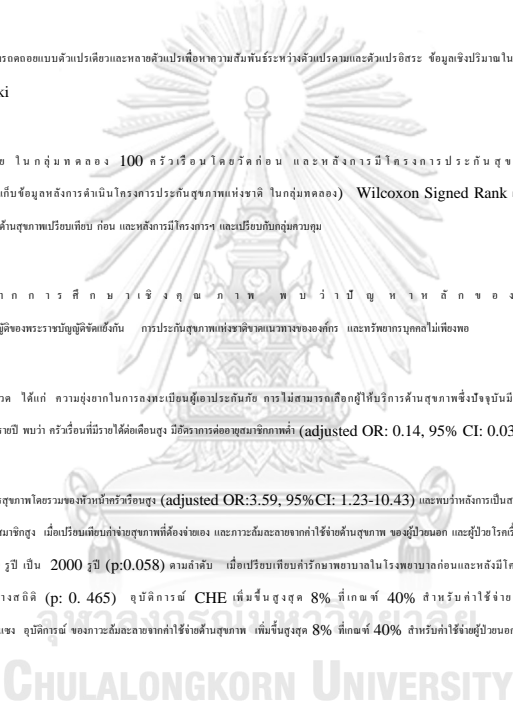 ารถดถอยแบบตัวแปรเดียวและหลายตัวแปรเพื่อหาความสัมพันธ์ระหว่างตัวแปรตามและตัวแปรอิสระ ข้อมูลเชิงปริมาณใน
ki
ย ในกลุ่มทดลอง 100 ครัวเรือนโดยวัดก่อน และหลังการมีโครงการประกันสุข
เก็บข้อมูลหลังการดำเนินโครงการประกันสุขภาพแห่งชาติ ในกลุ่มทดลอง) Wilcoxon Signed Rank
ด้านสุขภาพเปรียบเทียบ ก่อน และหลังการมีโครงการฯ และเปรียบกับกลุ่มควบคุม
ากการศึกษาเชิงคุณภาพ พบว่าปัญหาหลักของ
ัติของพระราชบัญญัติขัดแย้งกัน การประกันสุขภาพแห่งชาติขาดแนวทางขององค์กร และทรัพยากรบุคคลไม่เพียงพอ
วด ได้แก่ ความยุ่งยากในการลงทะเบียนผู้เอาประกันภัย การไม่สามารถเลือกผู้ให้บริการด้านสุขภาพซึ่งปัจจุบันมี
รายปี พบว่า ครัวเรือนที่มีรายได้ต่อเดือนสูง มีอัตราการต่ออายุสมาชิกภาพต่ำ (adjusted OR: 0.14, 95% CI: 0.03
รสุขภาพโดยรวมของหัวหน้าครัวเรือนสูง (adjusted OR:3.59, 95%CI: 1.23-10.43) และพบว่าหลังการเป็นส
มาชิกสูง เมื่อเปรียบเทียบค่าจ่ายสุขภาพที่ต้องจ่ายเอง และภาวะล้มละลายจากค่าใช้จ่ายด้านสุขภาพ ของผู้ป่วยนอก และผู้ป่วยโรคเรื
รูปี เป็น 2000 รูปี (p:0.058) ตามลำดับ เมื่อเปรียบเทียบค่ารักษาพยาบาลในโรงพยาบาลก่อนและหลังมีโค
างสถิติ (p: 0. 465) อุบัติการณ์ CHE เพิ่มขึ้นสูงสุด 8% ที่เกณฑ์ 40% สำหรับค่าใช้จ่าย
แซง อุบัติการณ์ ของภาวะล้มละลายจากค่าใช้จ่ายด้านสุขภาพ เพิ่มขึ้นสูงสุด 8% ที่เกณฑ์ 40% สำหรับค่าใช้จ่ายผู้ป่วยนอก
จุฬาลงกรณ์มหาวิทยาลัย
CHULALONGKORN UNIVERSITY